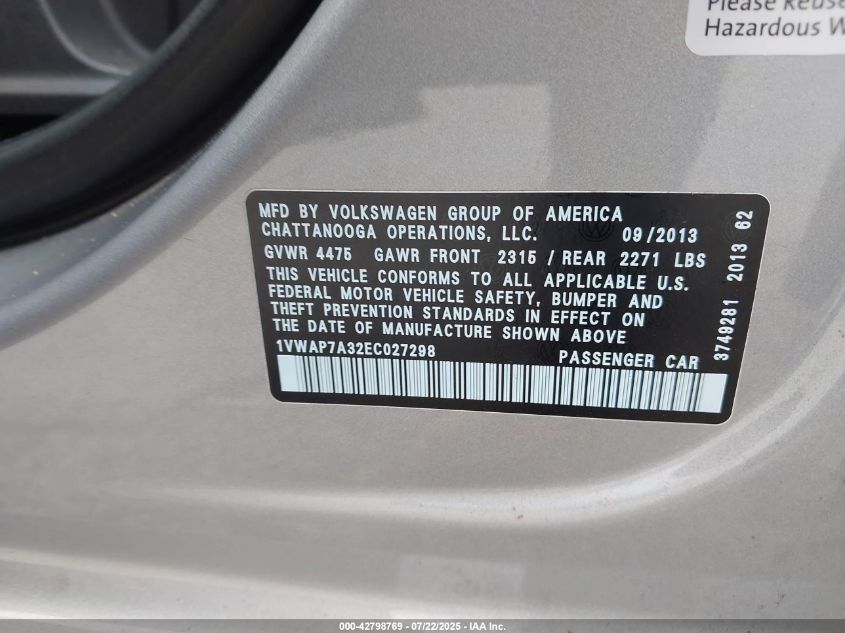 Please Reuse
Hazardous W
MFD BY VOLKSWAGEN GROUP OF AMERICA
CHATTANOOGA OPERATIONS, LLC. 09/2013
GVWR 4475 GAWR FRONT 2315 / REAR 2271 LBS
THIS VEHICLE CONFORMS TO ALL APPLICABLE U.S.
FEDERAL MOTOR VEHICLE SAFETY, BUMPER AND
THEFT PREVENTION STANDARDS IN EFFECT ON
THE DATE OF MANUFACTURE SHOWN ABOVE
1VWAP7A32EC027298 PASSENGER CAR
3749281 2013 62
000-42798769 - 07/22/2025 - IAA Inc.